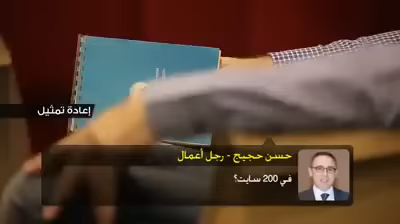 إعادة تمثيل
حسن حجيج - رجل أعمال
في 200 سايت؟